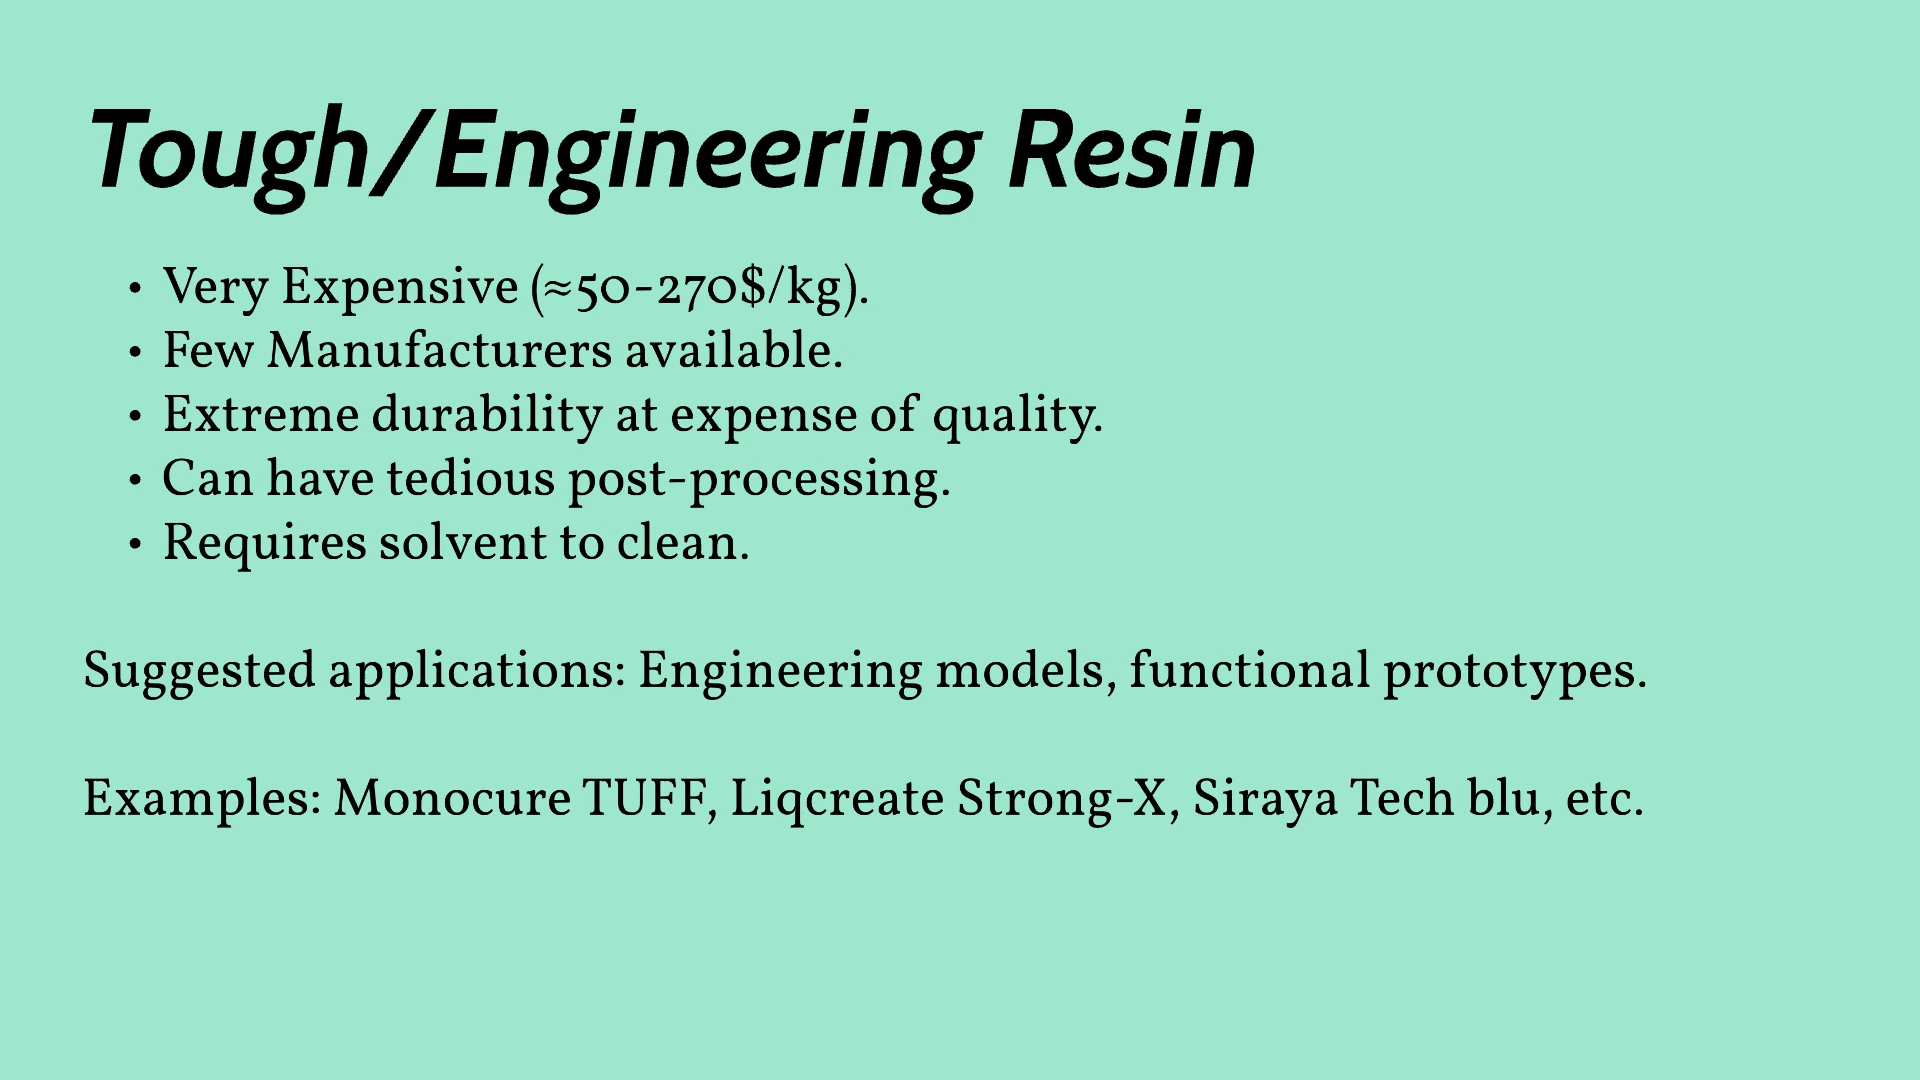 Tough/Engineering Resin
• Very Expensive (≈50-270$/kg).
• Few Manufacturers available.
• Extreme durability at expense of quality.
• Can have tedious post-processing.
• Requires solvent to clean.
Suggested applications: Engineering models, functional prototypes.
Examples: Monocure TUFF, Liqcreate Strong-X, Siraya Tech blu, etc.